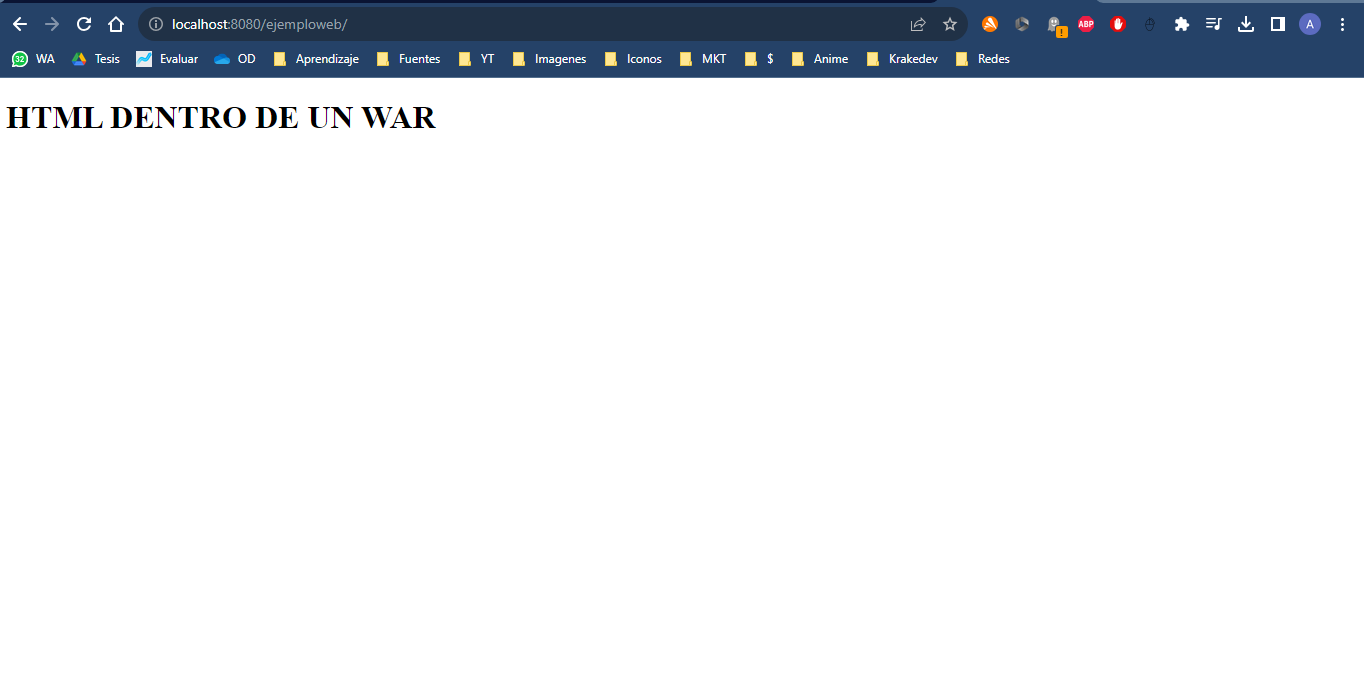 localhost:8080/ejemploweb/
ABP
!
A
32 WA Tesis Evaluar OD Aprendizaje Fuentes YT Imagenes Iconos MKT $ Anime Krakedev Redes
HTML DENTRO DE UN WAR